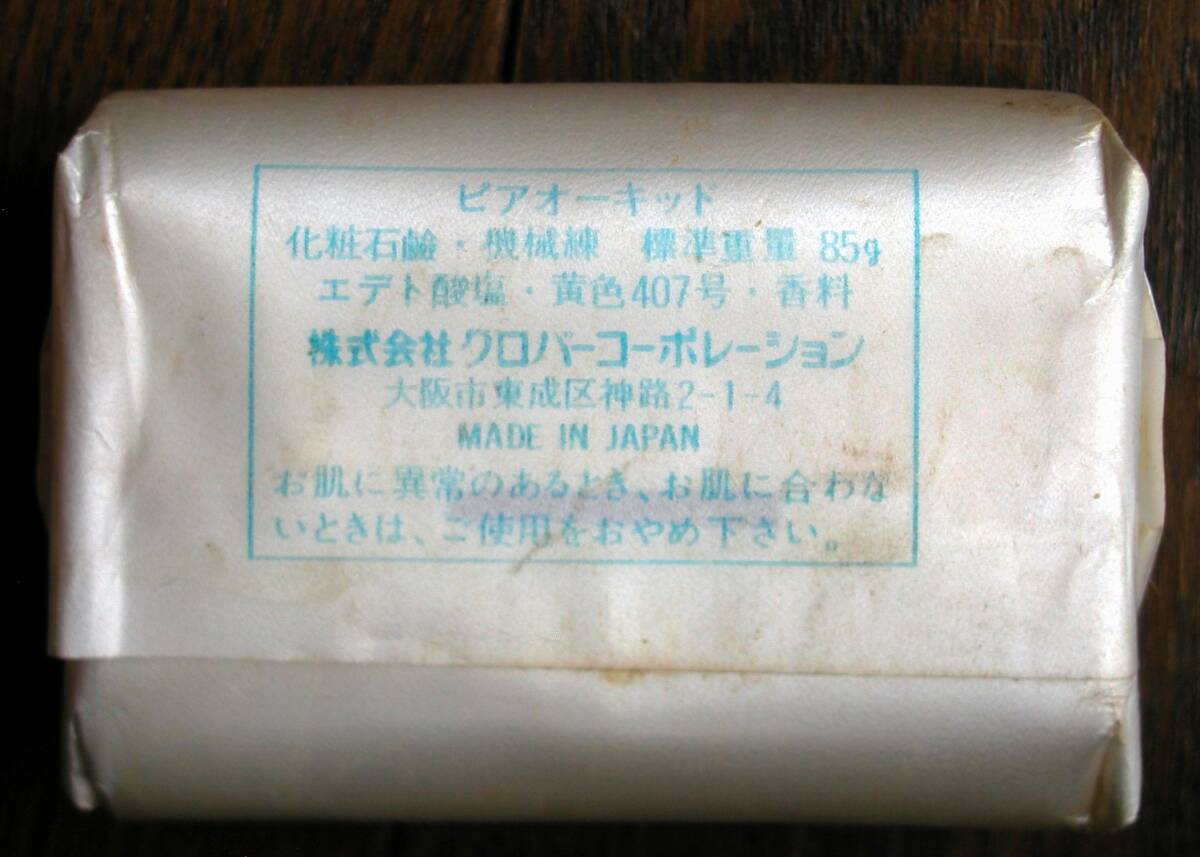 ピアオーキッド
化粧石鹼・機械練　標準重量 85g
エデト酸塩・黄色407号・香料
株式会社クロバーコーポレーション
大阪市東成区神路2-1-4
MADE IN JAPAN
お肌に異常のあるとき、お肌に合わな
いときは、ご使用をおやめ下さい。